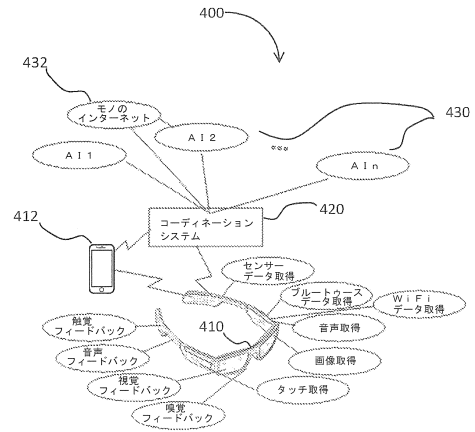 400
432
モノの
インターネット
430
AI1
AI2
AIn
412
コーディネーション
システム
420
センサー
データ取得
ブルートゥース
データ取得
WiFi
データ取得
触覚
フィードバック
410
音声取得
音声
フィードバック
画像取得
視覚
フィードバック
タッチ取得
嗅覚
フィードバック